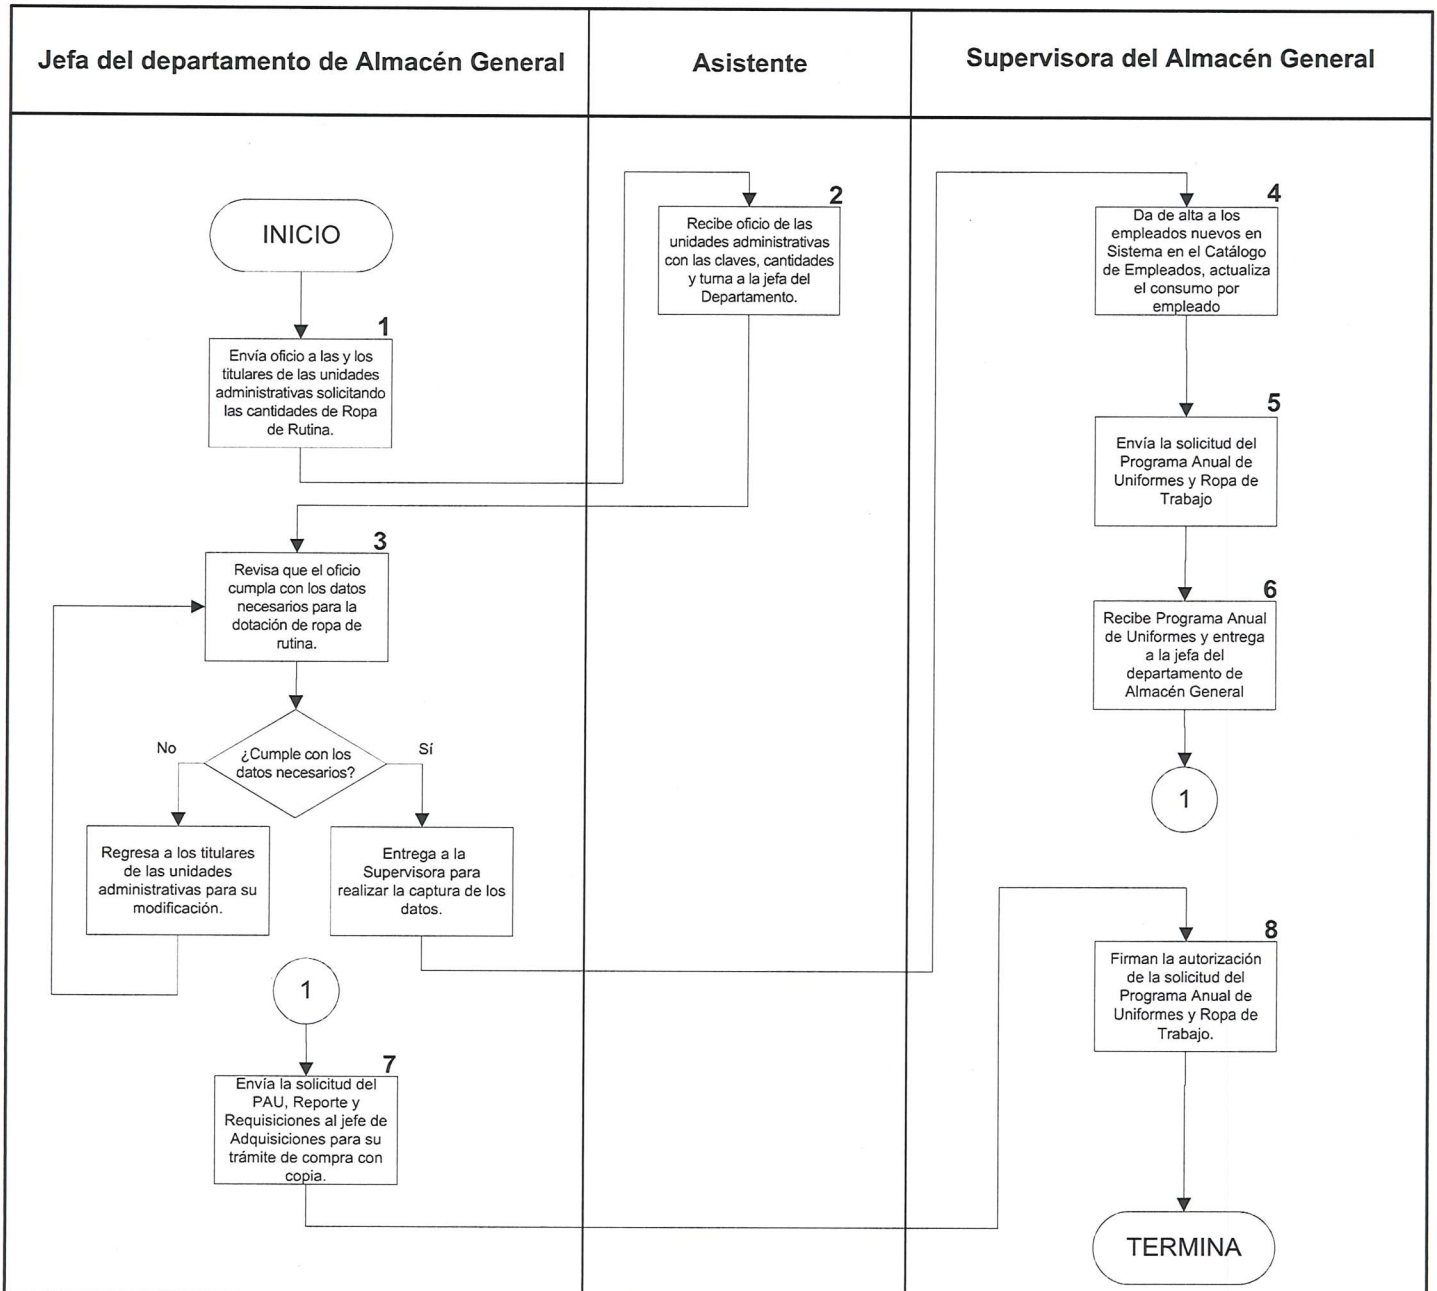 Jefa del departamento de Almacén General
Asistente
Supervisora del Almacén General
INICIO
1
Envía oficio a las y los
titulares de las unidades
administrativas solicitando
las cantidades de Ropa
de Rutina.
2
Recibe oficio de las
unidades administrativas
con las claves, cantidades
y turna a la jefa del
Departamento.
3
Revisa que el oficio
cumpla con los datos
necesarios para la
dotación de ropa de
rutina.
¿Cumple con los
datos necesarios?
No
Sí
Regresa a los titulares
de las unidades
administrativas para su
modificación.
Entrega a la
Supervisora para
realizar la captura de los
datos.
4
Da de alta a los
empleados nuevos en
Sistema en el Catálogo
de Empleados, actualiza
el consumo por
empleado
5
Envía la solicitud del
Programa Anual de
Uniformes y Ropa de
Trabajo
6
Recibe Programa Anual
de Uniformes y entrega
a la jefa del
departamento de
Almacén General
1
1
7
Envía la solicitud del
PAU, Reporte y
Requisiciones al jefe de
Adquisiciones para su
trámite de compra con
copia.
8
Firman la autorización
de la solicitud del
Programa Anual de
Uniformes y Ropa de
Trabajo.
TERMINA